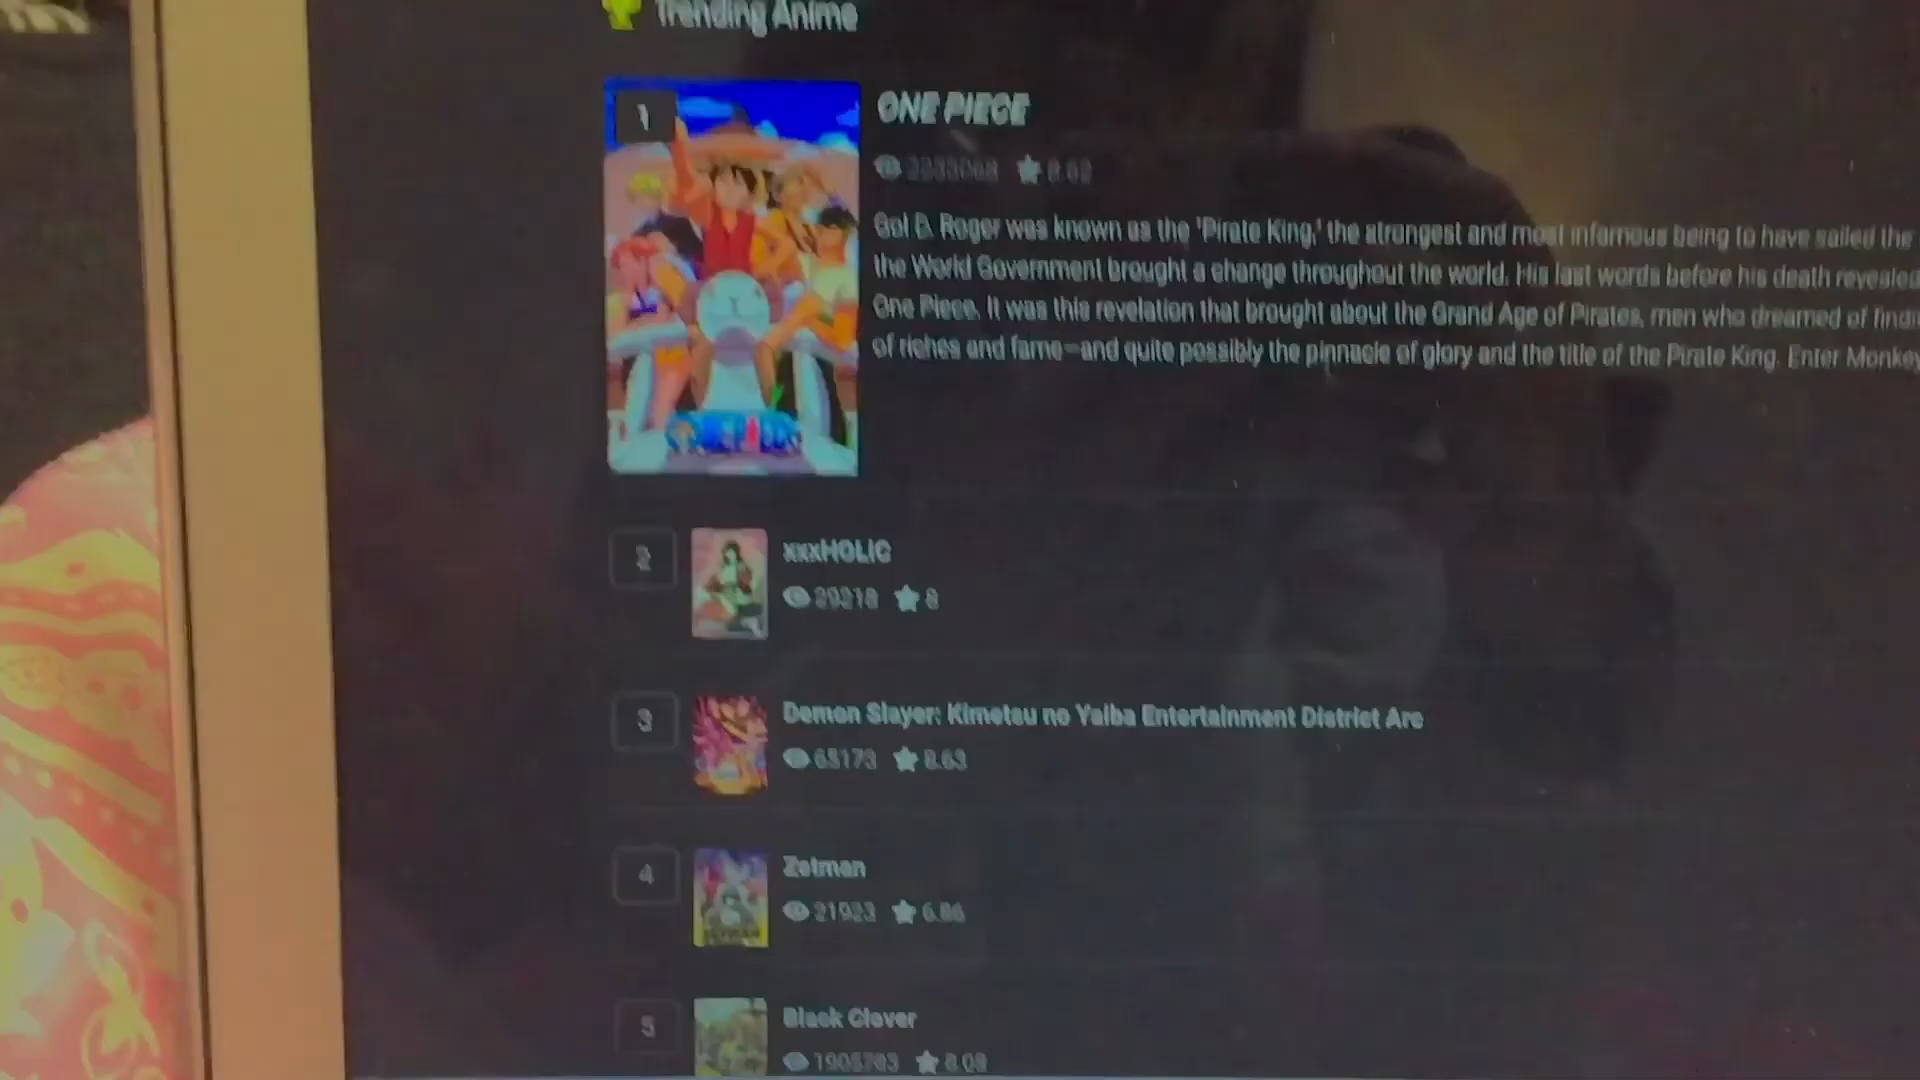 Trending Anime
1
ONE PIECE
8.62
Gol D. Roger was known as the 'Pirate King,' the strongest and most infamous being to have sailed the
the World Government brought a change throughout the world. His last words before his death revealed
One Piece. It was this revelation that brought about the Grand Age of Pirates, men who dreamed of
of riches and fame—and quite possibly the pinnacle of glory and the title of the Pirate King. Enter Monkey
ONE PIECE
2
xxxHOLiC
8
3
Demon Slayer: Kimetsu no Yaiba Entertainment District Arc
65173 8.63
4
Zetman
21923 6.86
5
Black Clover